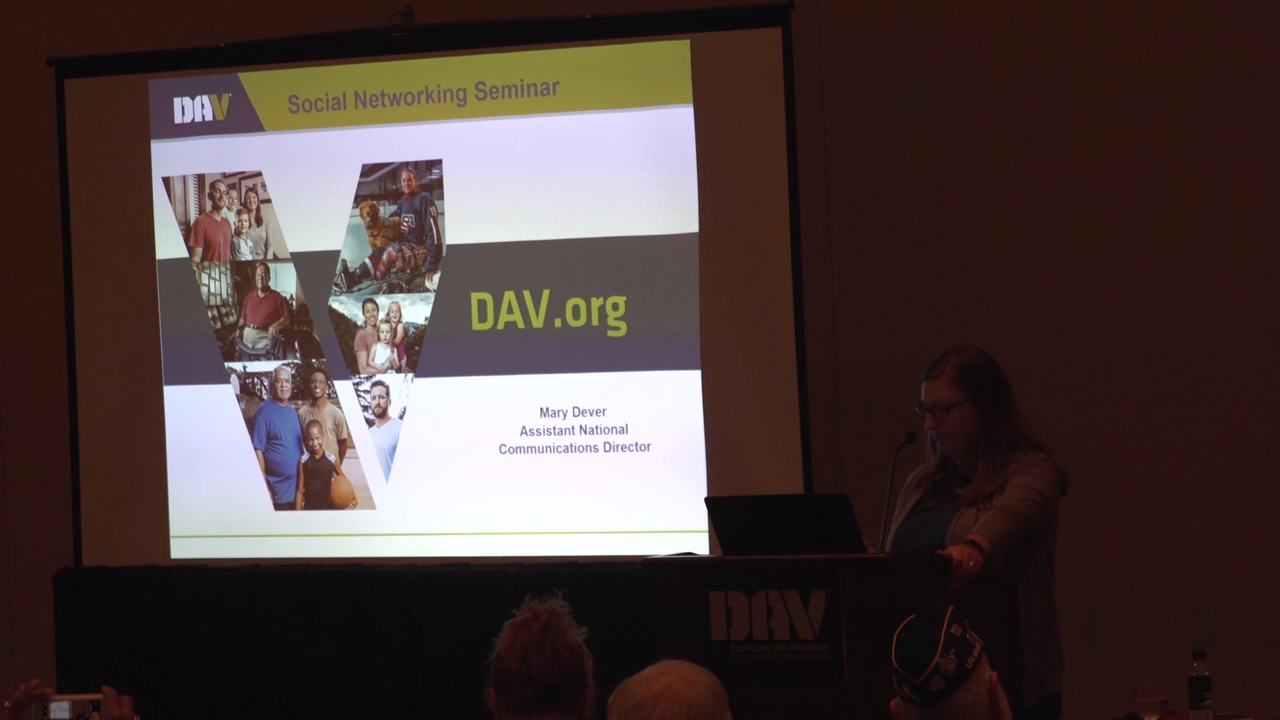 DAV
Social Networking Seminar
DAV.org
Mary Dever
Assistant National
Communications Director
DAV